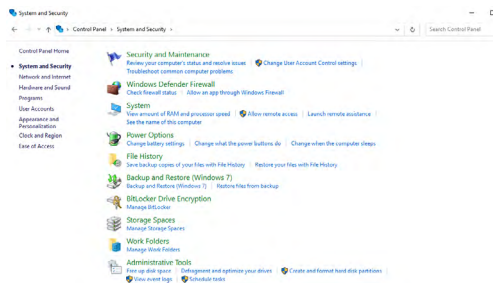 System and Security
Control Panel > System and Security >
Search Control Panel
Control Panel Home
System and Security
Network and Internet
Hardware and Sound
Programs
User Accounts
Appearance and
Personalization
Clock and Region
Ease of Access
Security and Maintenance
Review your computer's status and resolve issues | Change User Account Control settings |
Troubleshoot common computer problems
Windows Defender Firewall
Check firewall status | Allow an app through Windows Firewall
System
View amount of RAM and processor speed | Allow remote access | Launch remote assistance |
See the name of this computer
Power Options
Change battery settings | Change what the power buttons do | Change when the computer sleeps
File History
Save backup copies of your files with File History | Restore your files with File History
Backup and Restore (Windows 7)
Backup and Restore (Windows 7) | Restore files from backup
BitLocker Drive Encryption
Manage BitLocker
Storage Spaces
Manage Storage Spaces
Work Folders
Manage Work Folders
Administrative Tools
Free up disk space | Defragment and optimize your drives | Create and format hard disk partitions |
View event logs | Schedule tasks